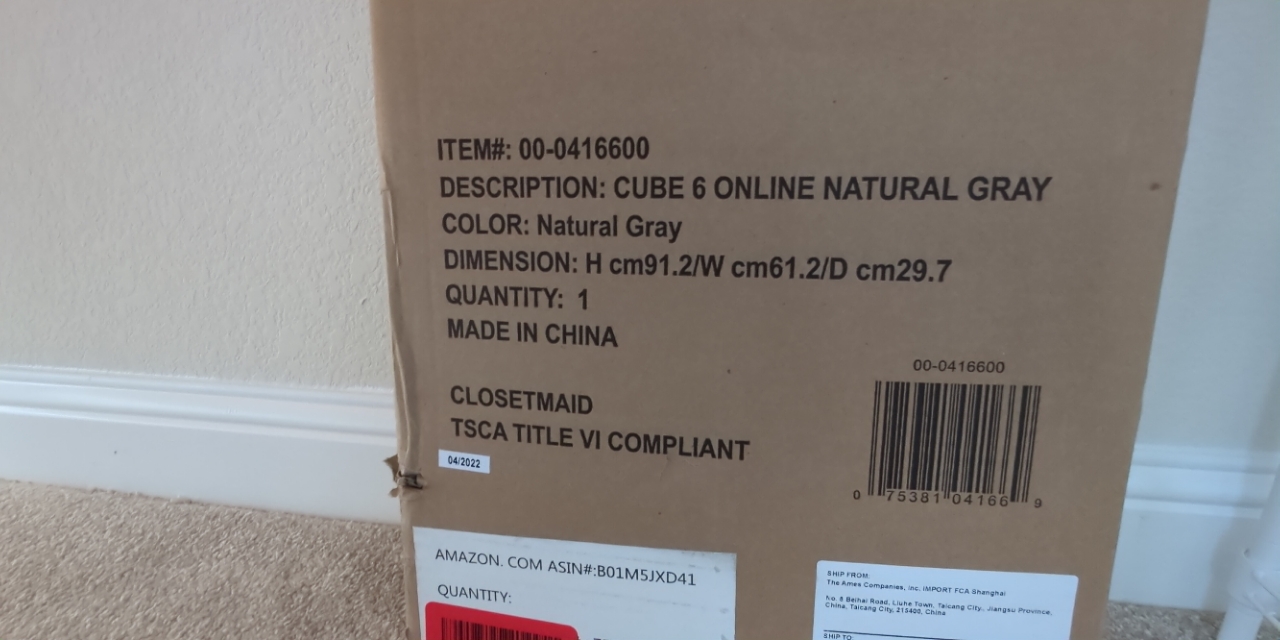 ITEM#: 00-0416600
DESCRIPTION: CUBE 6 ONLINE NATURAL GRAY
COLOR: Natural Gray
DIMENSION: H cm91.2/W cm61.2/D cm29.7
QUANTITY: 1
MADE IN CHINA
00-0416600
CLOSETMAID
TSCA TITLE VI COMPLIANT
04/2022
0 75381 04166 9
AMAZON. COM ASIN#:B01M5JXD41
QUANTITY:
SHIP FROM:
The Ames Companies, Inc. IMPORT FCA Shanghai
No. 8 Beihai Road, Liuhe Town, Taicang City, Jiangsu Province,
China, Taicang City, 215400, China
SHIP TO